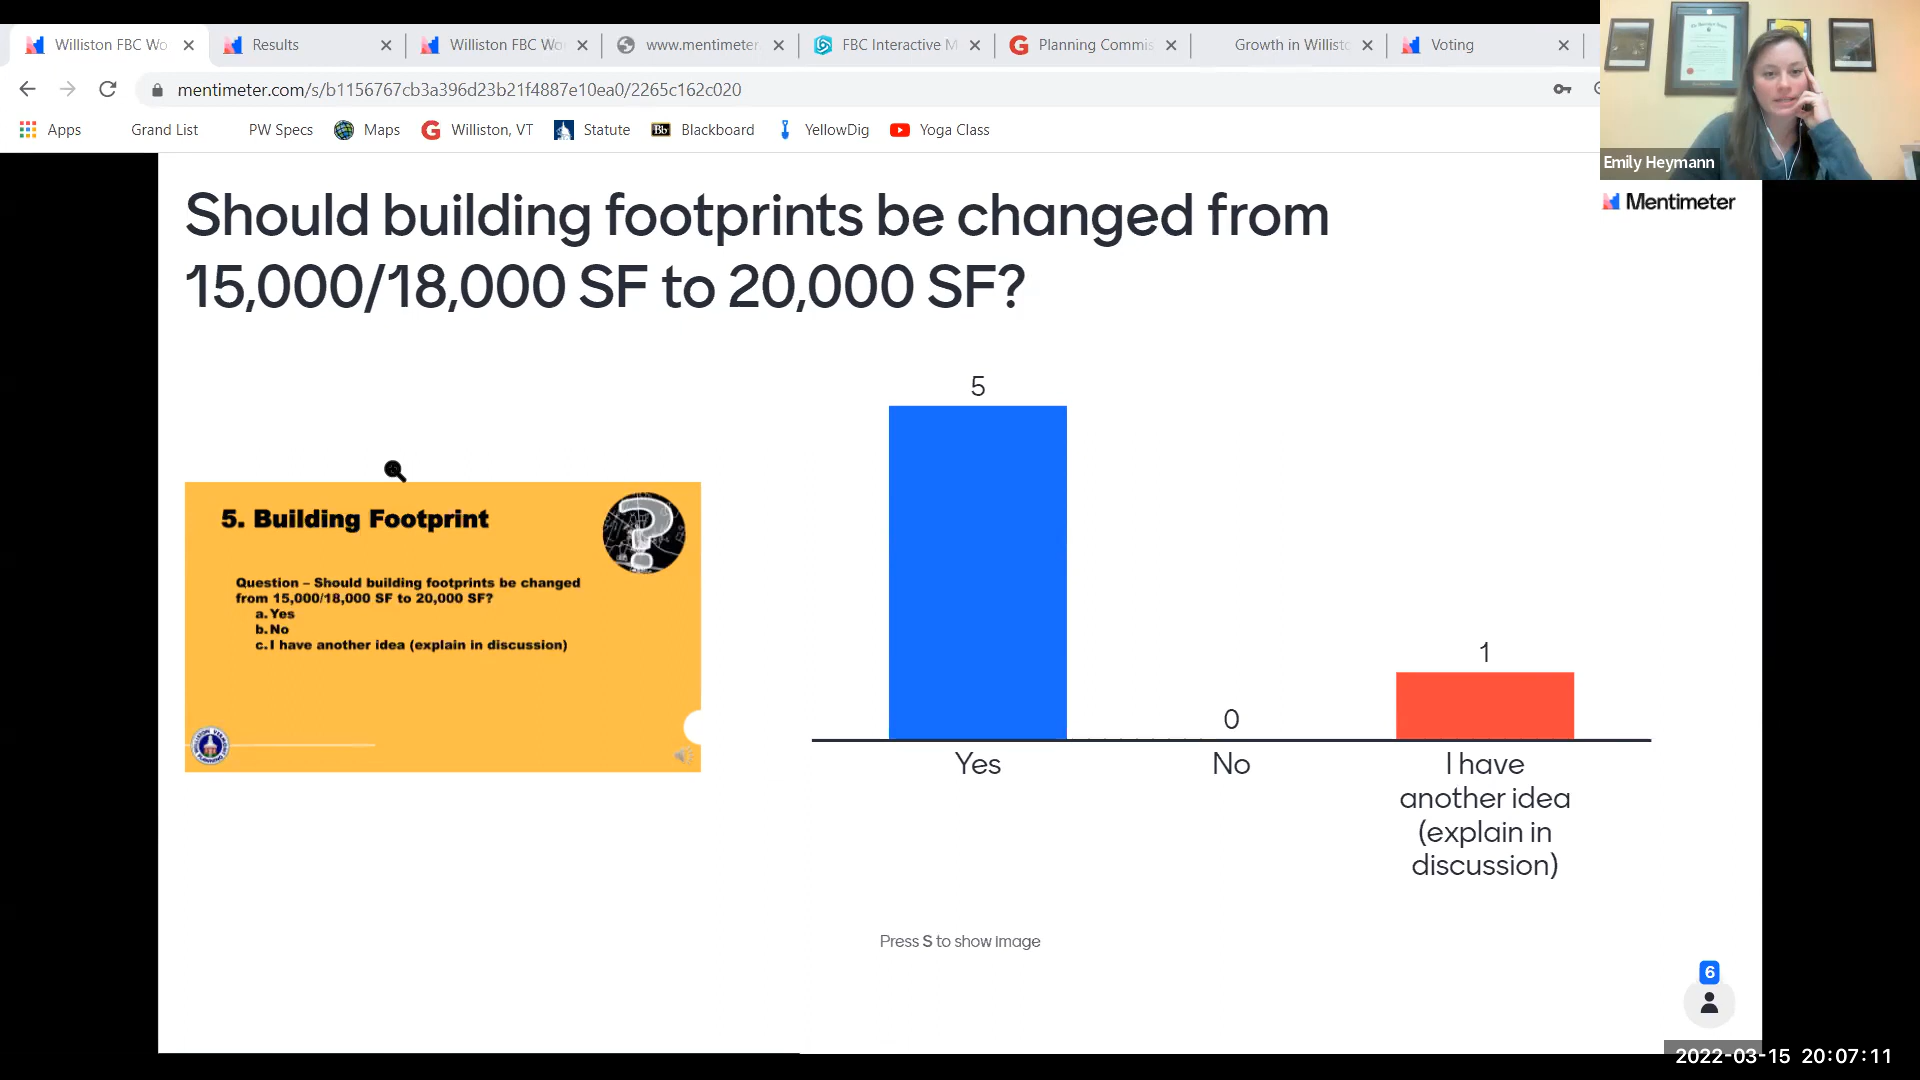 Williston FBC Wo
Results
Williston FBC Wo
www.mentimeter.
FBC Interactive M
Planning Commis
Growth in Willist
Voting
mentimeter.com/s/b1156767cb3a396d23b21f4887e10ea0/2265c162c020
Apps
Grand List
PW Specs
Maps
Williston, VT
Bb
Statute
Blackboard
YellowDig
Yoga Class
Emily Heymann
Mentimeter
Should building footprints be changed from
15,000/18,000 SF to 20,000 SF?
5. Building Footprint
Question – Should building footprints be changed
from 15,000/18,000 SF to 20,000 SF?
a. Yes
b. No
c. I have another idea (explain in discussion)
5
0
1
Yes
No
I have
another idea
(explain in
discussion)
Press S to show image
6
2022-03-15 20:07:11